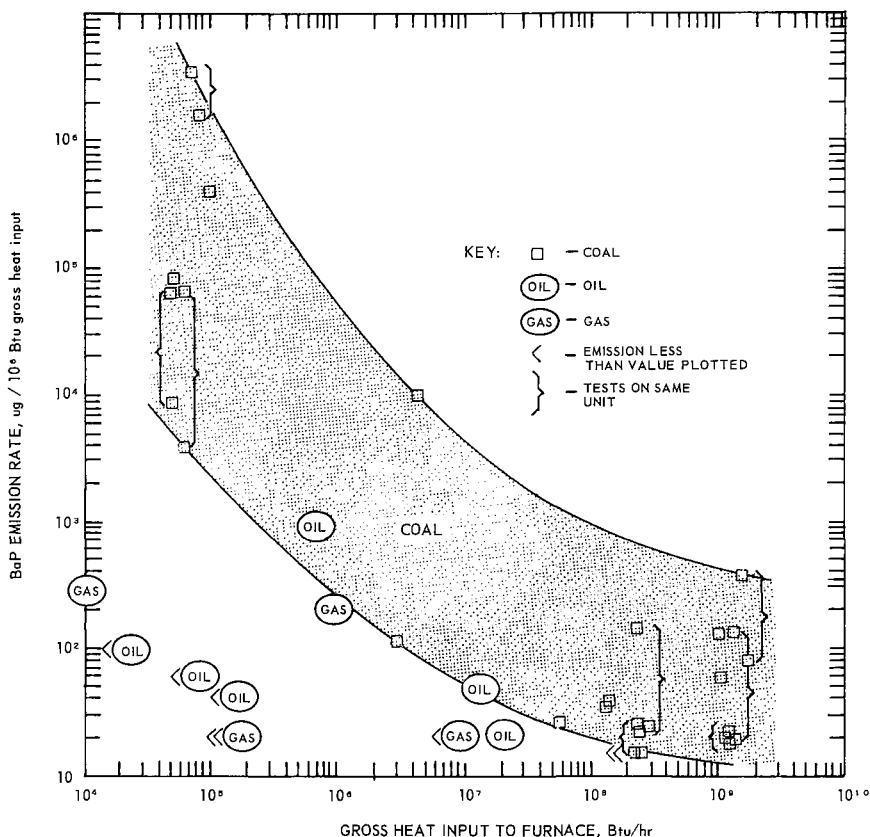 BaP EMISSION RATE, ug / 10⁶ Btu gross heat input
10⁶
10⁵
10⁴
10³
10²
10
KEY:
□ – COAL
OIL – OIL
GAS – GAS
< – EMISSION LESS
THAN VALUE PLOTTED
} – TESTS ON SAME
UNIT
OIL
COAL
GAS
GAS
OIL
OIL
OIL
OIL
GAS
GAS
OIL
10⁴ 10⁵ 10⁶ 10⁷ 10⁸ 10⁹ 10¹⁰
GROSS HEAT INPUT TO FURNACE, Btu/hr